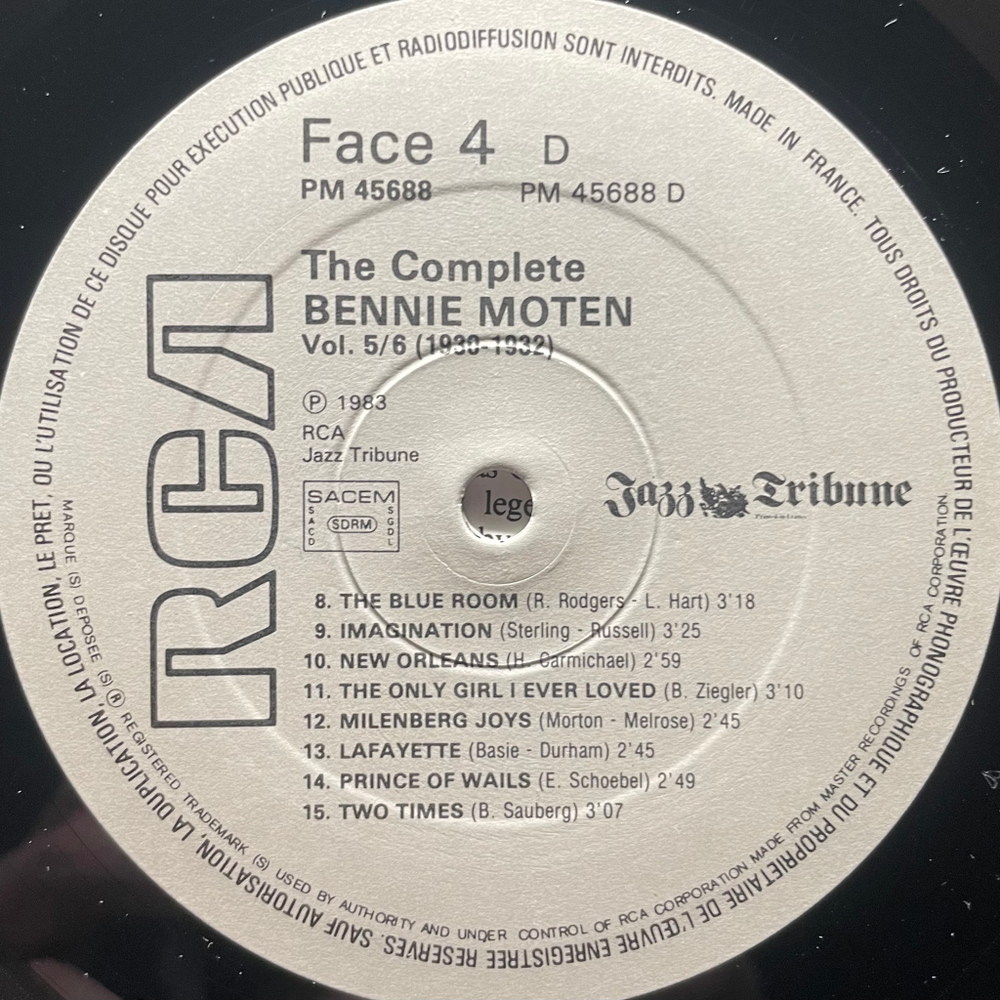 Face 4 D
PM 45688 PM 45688 D
The Complete
BENNIE MOTEN
Vol. 5/6 (1930-1932)
℗ 1983
RCA
Jazz Tribune
SACEM
SACD SDRM SGDL
RCA
Jazz Tribune
lege
8. THE BLUE ROOM (R. Rodgers - L. Hart) 3'18
9. IMAGINATION (Sterling - Russell) 3'25
10. NEW ORLEANS (H. Carmichael) 2'59
11. THE ONLY GIRL I EVER LOVED (B. Ziegler) 3'10
12. MILENBERG JOYS (Morton - Melrose) 2'45
13. LAFAYETTE (Basie - Durham) 2'45
14. PRINCE OF WAILS (E. Schoebel) 2'49
15. TWO TIMES (B. Sauberg) 3'07
MADE IN FRANCE. TOUS DROITS DU PRODUCTEUR DE L'ŒUVRE PHONOGRAPHIQUE ET DU PROPRIETAIRE DE L'ŒUVRE ENREGISTREE RESERVES. SAUF AUTORISATION, LA DUPLICATION, LA LOCATION, LE PRET, OU L'UTILISATION DE CE DISQUE POUR EXECUTION PUBLIQUE ET RADIODIFFUSION SONT INTERDITS.
MARQUE (S) DEPOSEE (S) ® REGISTERED TRADEMARK (S) USED BY AUTHORITY AND UNDER CONTROL OF RCA CORPORATION MADE FROM MASTER RECORDINGS OF RCA CORPORATION